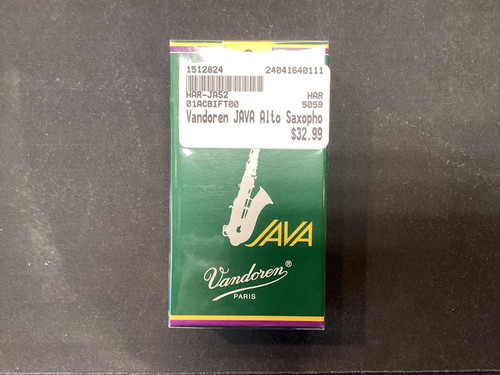 1512824 24041640111
HAR-JAS2 HAR
01ACBIFT00 5059
Vandoren JAVA Alto Saxopho
$32.99
JAVA
Vandoren®
PARIS